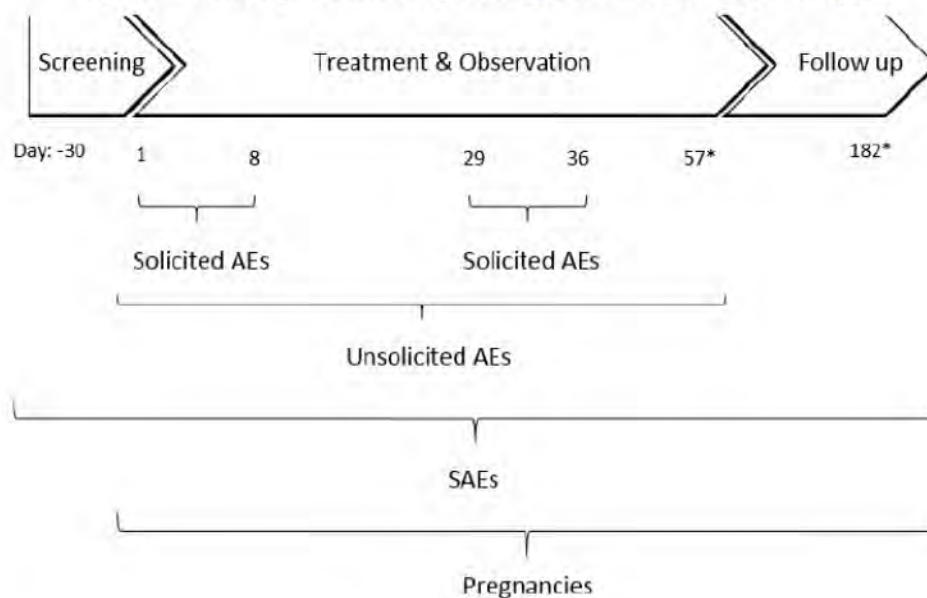 Screening Treatment & Observation Follow up
Day: -30 1 8 29 36 57* 182*
Solicited AEs Solicited AEs
Unsolicited AEs
SAEs
Pregnancies